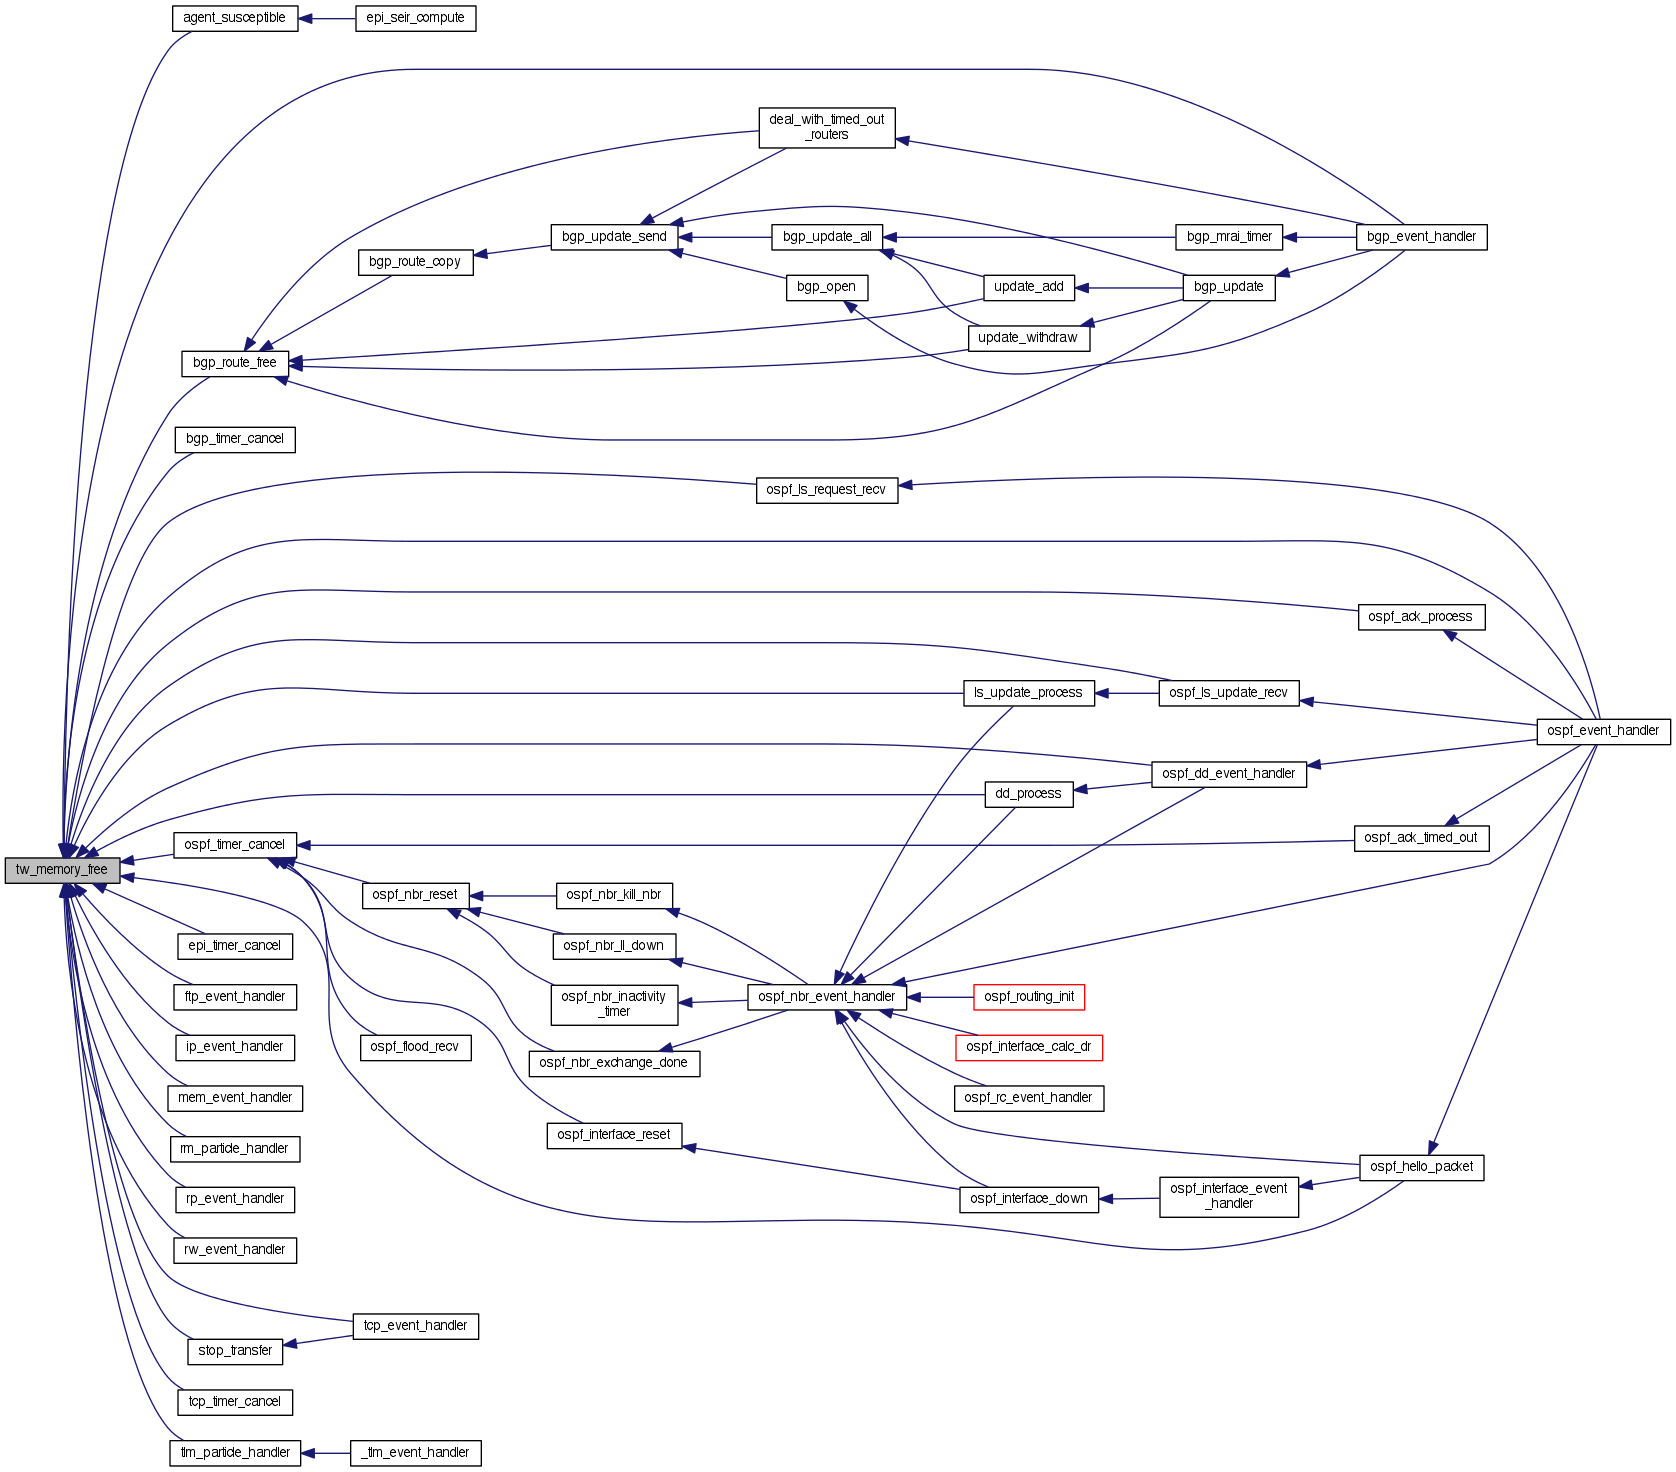 agent_susceptible
epi_seir_compute
deal_with_timed_out
_routers
bgp_update_send
bgp_update_all
bgp_mrai_timer
bgp_event_handler
bgp_route_copy
bgp_open
update_add
bgp_update
update_withdraw
bgp_route_free
bgp_timer_cancel
ospf_ls_request_recv
ospf_ack_process
ls_update_process
ospf_ls_update_recv
ospf_event_handler
ospf_dd_event_handler
dd_process
ospf_timer_cancel
ospf_ack_timed_out
tw_memory_free
ospf_nbr_reset
ospf_nbr_kill_nbr
epi_timer_cancel
ospf_nbr_ll_down
ftp_event_handler
ospf_nbr_inactivity
_timer
ospf_nbr_event_handler
ospf_routing_init
ip_event_handler
ospf_flood_recv
ospf_nbr_exchange_done
ospf_interface_calc_dr
mem_event_handler
ospf_rc_event_handler
rm_particle_handler
ospf_interface_reset
ospf_hello_packet
rp_event_handler
ospf_interface_down
ospf_interface_event
_handler
rw_event_handler
tcp_event_handler
stop_transfer
tcp_timer_cancel
tlm_particle_handler
_tlm_event_handler